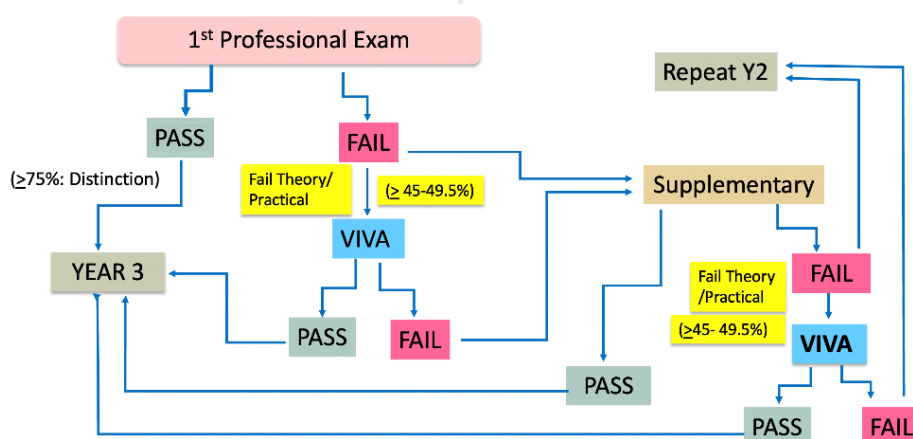 1st Professional Exam
Repeat Y2
PASS
FAIL
(≥75%: Distinction)
Fail Theory/
Practical
(≥ 45-49.5%)
Supplementary
VIVA
YEAR 3
FAIL
Fail Theory
/Practical
(≥45- 49.5%)
PASS
FAIL
VIVA
PASS
PASS
FAIL